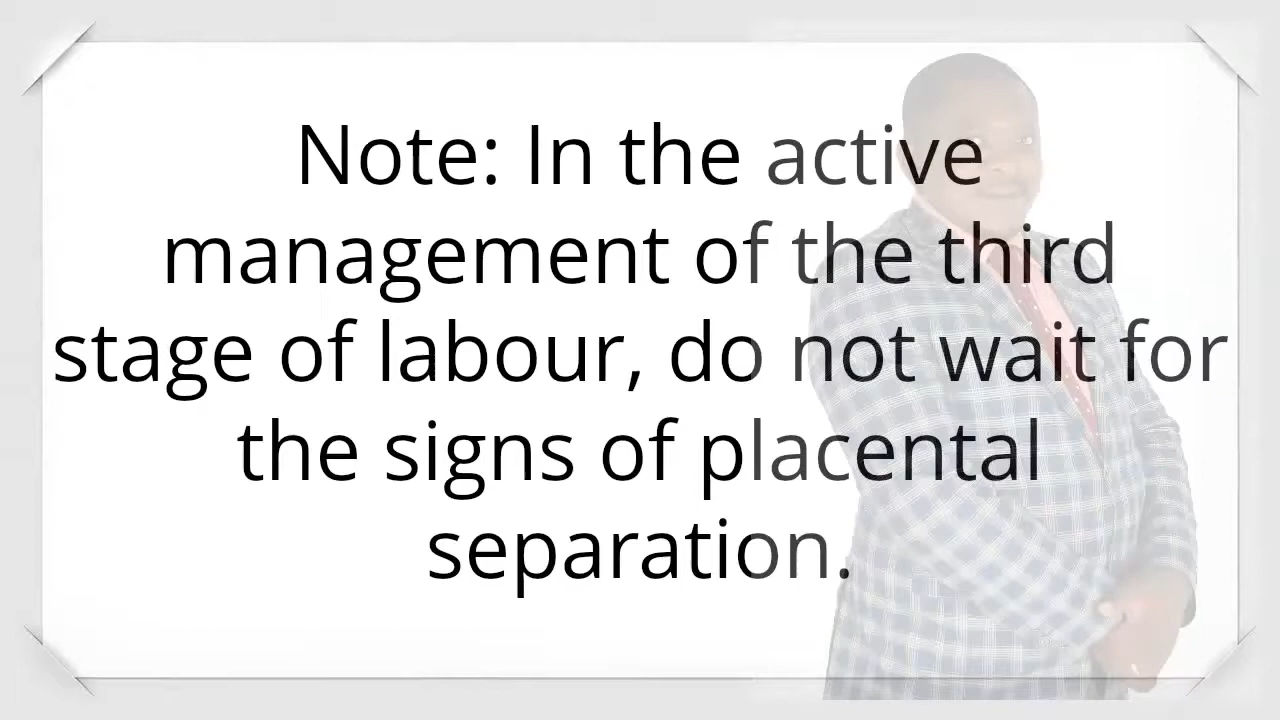 Note: In the active
management of the third
stage of labour, do not wait for
the signs of placental
separation.